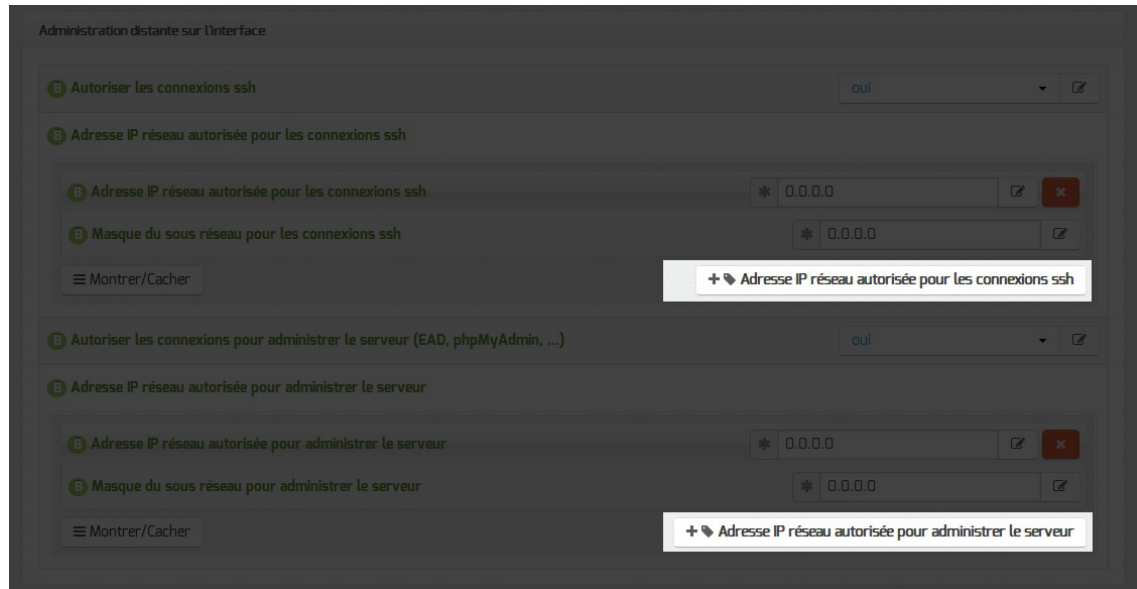 Administration distante sur l'interface
B Autoriser les connexions ssh oui
B Adresse IP réseau autorisée pour les connexions ssh
B Adresse IP réseau autorisée pour les connexions ssh 0.0.0.0
B Masque du sous réseau pour les connexions ssh 0.0.0.0
Montrer/Cacher + Adresse IP réseau autorisée pour les connexions ssh
B Autoriser les connexions pour administrer le serveur (EAD, phpMyAdmin, ...) oui
B Adresse IP réseau autorisée pour administrer le serveur
B Adresse IP réseau autorisée pour administrer le serveur 0.0.0.0
B Masque du sous réseau pour administrer le serveur 0.0.0.0
Montrer/Cacher + Adresse IP réseau autorisée pour administrer le serveur